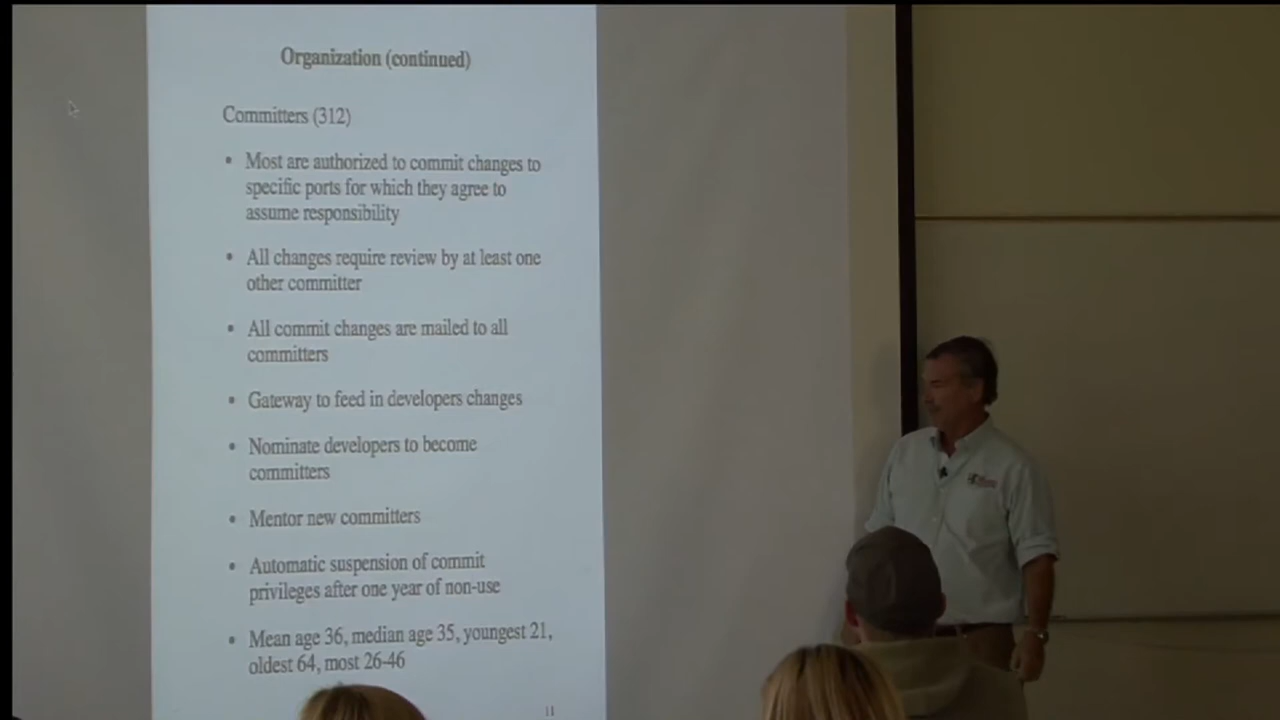 Organization (continued)
Committers (312)
• Most are authorized to commit changes to
specific ports for which they agree to
assume responsibility
• All changes require review by at least one
other committer
• All commit changes are mailed to all
committers
• Gateway to feed in developers changes
• Nominate developers to become
committers
• Mentor new committers
• Automatic suspension of commit
privileges after one year of non-use
• Mean age 36, median age 35, youngest 21,
oldest 64, most 26-46
11